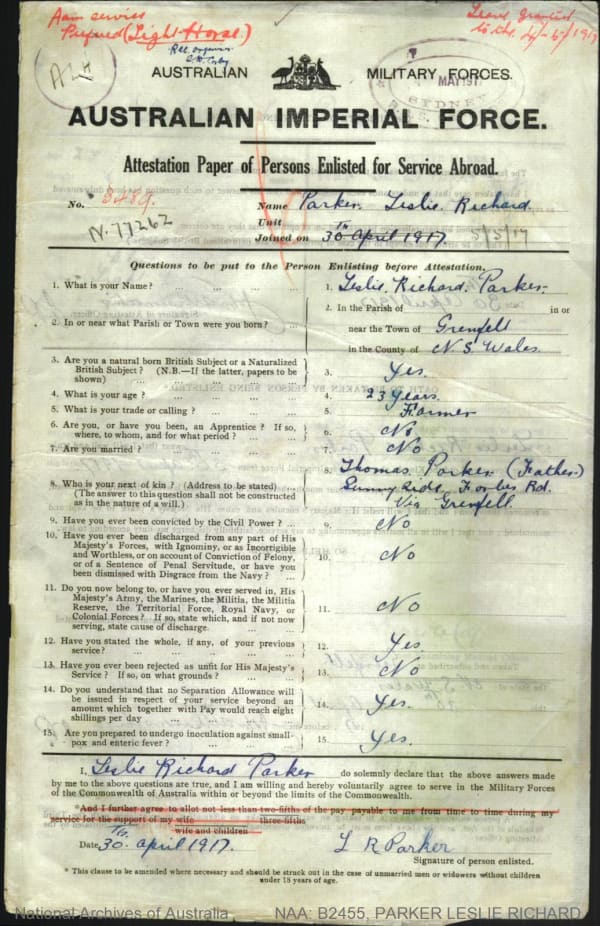 Prefured (Light Horse)
Leave granted
ALH
AUSTRALIAN MILITARY FORCES.
MAY 1917
SYDNEY
AUSTRALIAN IMPERIAL FORCE.
Attestation Paper of Persons Enlisted for Service Abroad.
No. 3489. Name Parker. Leslie. Richard.
N.77262 Unit
Joined on 30TH April 1917. 5/5/17
Questions to be put to the Person Enlisting before Attestation.
1. What is your Name? ... ... ... 1. Leslie. Richard. Parker.
2. In or near what Parish or Town were you born? ... 2. In the Parish of in or
near the Town of Grenfell
in the County of N.S. Wales.
3. Are you a natural born British Subject or a Naturalized
British Subject? (N.B.—If the latter, papers to be
shown) ... ... ... 3. Yes.
4. What is your age? ... ... ... 4. 23 Years.
5. What is your trade or calling? ... ... 5. Farmer
6. Are you, or have you been, an Apprentice? If so,
where, to whom, and for what period? ... 6. No
7. Are you married? ... ... ... 7. No
8. Who is your next of kin? (Address to be stated) ...
(The answer to this question shall not be construed
as in the nature of a will.) ... 8. Thomas. Parker. (Father)
Sunny Side, Forbes Rd.
Via Grenfell.
9. Have you ever been convicted by the Civil Power? ... 9. No
10. Have you ever been discharged from any part of His
Majesty's Forces, with Ignominy, or as Incorrigible
and Worthless, or on account of Conviction of Felony,
or of a Sentence of Penal Servitude, or have you
been dismissed with Disgrace from the Navy? ... 10. No
11. Do you now belong to, or have you ever served in, His
Majesty's Army, the Marines, the Militia, the Militia
Reserve, the Territorial Force, Royal Navy, or
Colonial Forces? If so, state which, and if not now
serving, state cause of discharge. ... 11. No
12. Have you stated the whole, if any, of your previous
service? ... ... ... 12. Yes.
13. Have you ever been rejected as unfit for His Majesty's
Service? If so, on what grounds? ... 13. No
14. Do you understand that no Separation Allowance will
be issued in respect of your service beyond an
amount which together with Pay would reach eight
shillings per day ... ... ... 14. Yes.
15. Are you prepared to undergo inoculation against small-
pox and enteric fever? ... ... 15. Yes.
I, Leslie Richard Parker do solemnly declare that the above answers made
by me to the above questions are true, and I am willing and hereby voluntarily agree to serve in the Military Forces
of the Commonwealth of Australia within or beyond the limits of the Commonwealth.
*And I further agree to allot not less than two-fifths of the pay payable to me from time to time during my
service for the support of my wife three-fifths
wife and children
Date 30TH April 1917. L R Parker
Signature of person enlisted.
* This clause to be amended where necessary and should be struck out in the case of unmarried men or widowers without children
under 18 years of age.
National Archives of Australia NAA: B2455, PARKER LESLIE RICHARD